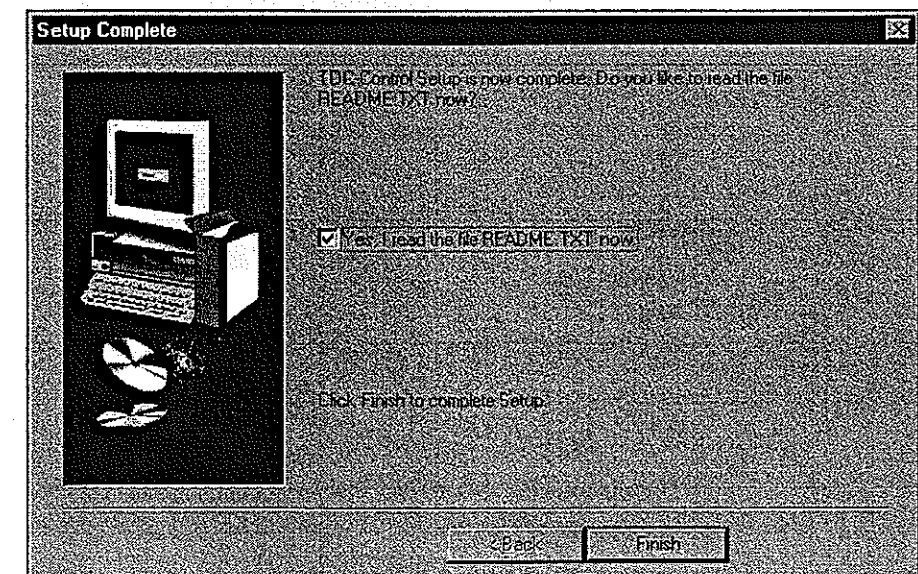 Setup Complete
TDC-Control Setup is now complete. Do you like to read the file
README.TXT now?
Yes, I read the file README.TXT now!
Click Finish to complete Setup.
< Back
Finish